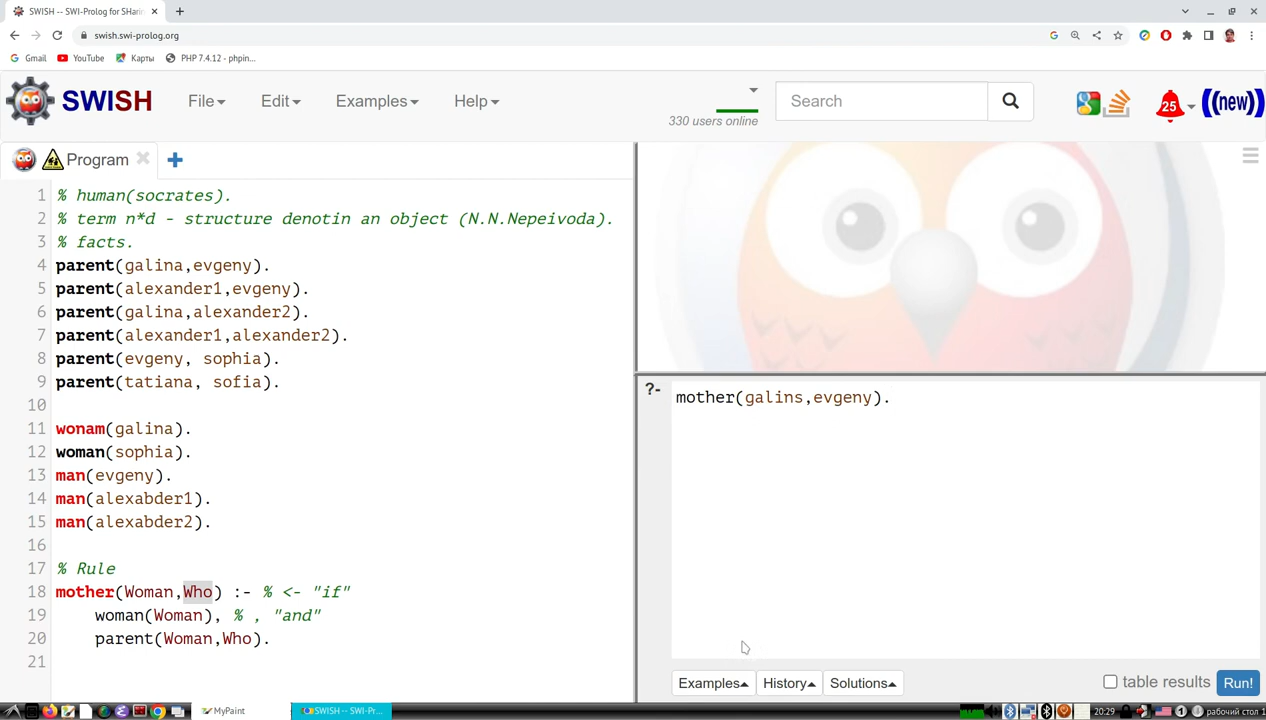 SWISH -- SWI-Prolog for SHarin
swish.swi-prolog.org
Gmail YouTube Карты PHP 7.4.12 - phpin...
SWISH File Edit Examples Help 330 users online Search 25 ((new))
Program
1 % human(socrates).
2 % term n*d - structure denotin an object (N.N.Nepeivoda).
3 % facts.
4 parent(galina,evgeny).
5 parent(alexander1,evgeny).
6 parent(galina,alexander2).
7 parent(alexander1,alexander2).
8 parent(evgeny, sophia).
9 parent(tatiana, sofia).
10
11 wonam(galina).
12 woman(sophia).
13 man(evgeny).
14 man(alexabder1).
15 man(alexabder2).
16
17 % Rule
18 mother(Woman,Who) :- % <- "if"
19 woman(Woman), % , "and"
20 parent(Woman,Who).
21
?- mother(galins,evgeny).
Examples History Solutions table results Run!
MyPaint SWISH -- SWI-Pr... 20:29 1 рабочий стол 1